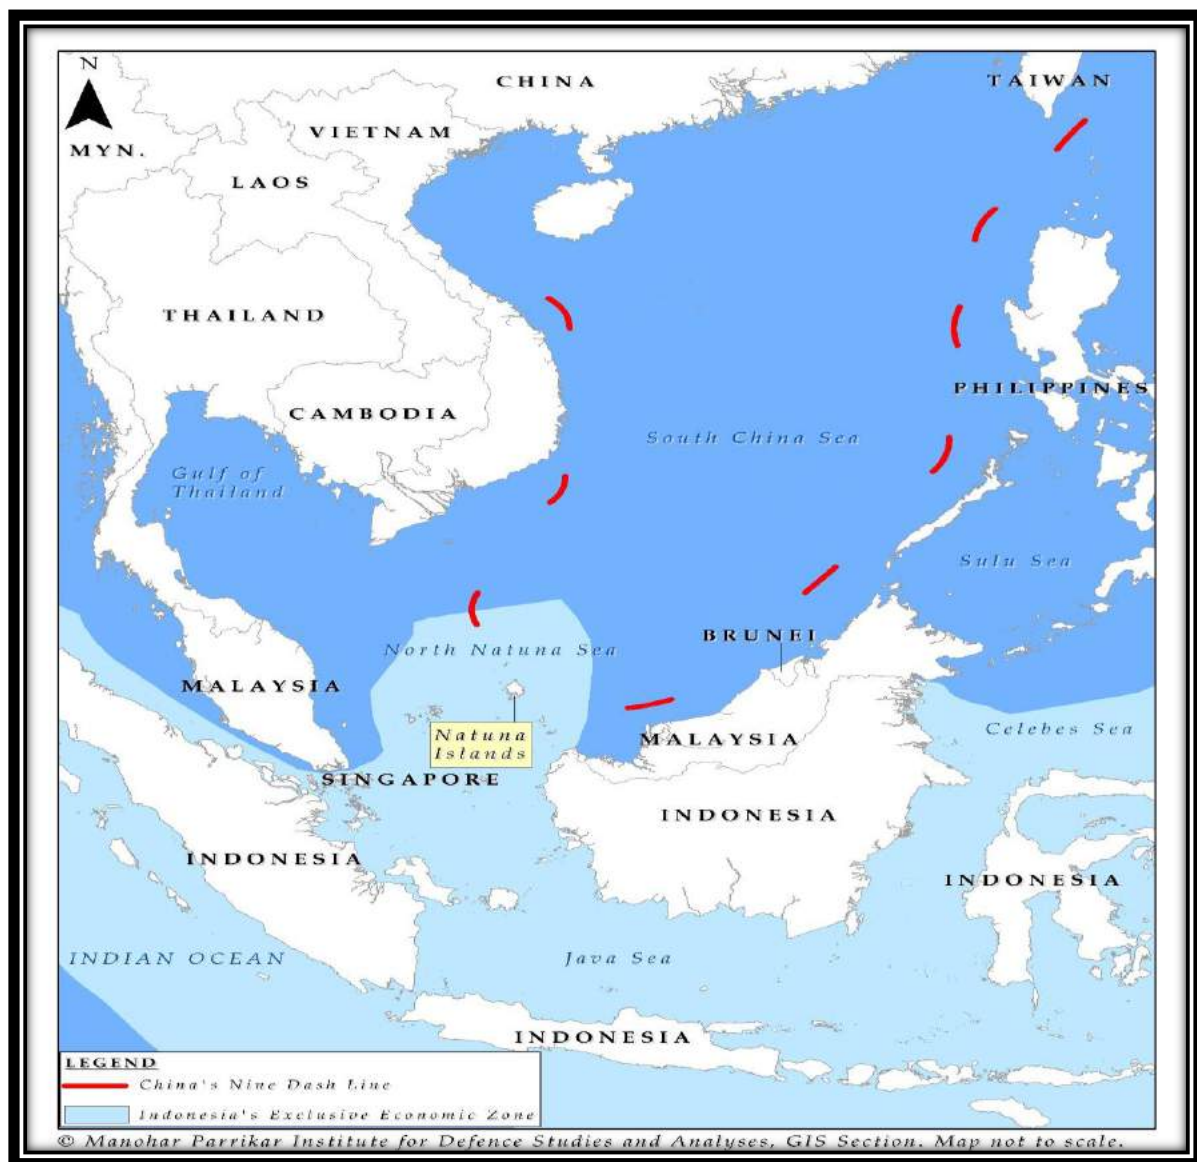 N
CHINA
TAIWAN
VIETNAM
MYN.
LAOS
THAILAND
PHILIPPINES
CAMBODIA
South China Sea
Gulf of
Thailand
Sulu Sea
BRUNEI
North Natuna Sea
MALAYSIA
Natuna
Islands
Celebes Sea
MALAYSIA
SINGAPORE
INDONESIA
INDONESIA
INDONESIA
INDIAN OCEAN
Java Sea
INDONESIA
LEGEND
China's Nine Dash Line
Indonesia's Exclusive Economic Zone
© Manohar Parrikar Institute for Defence Studies and Analyses, GIS Section. Map not to scale.